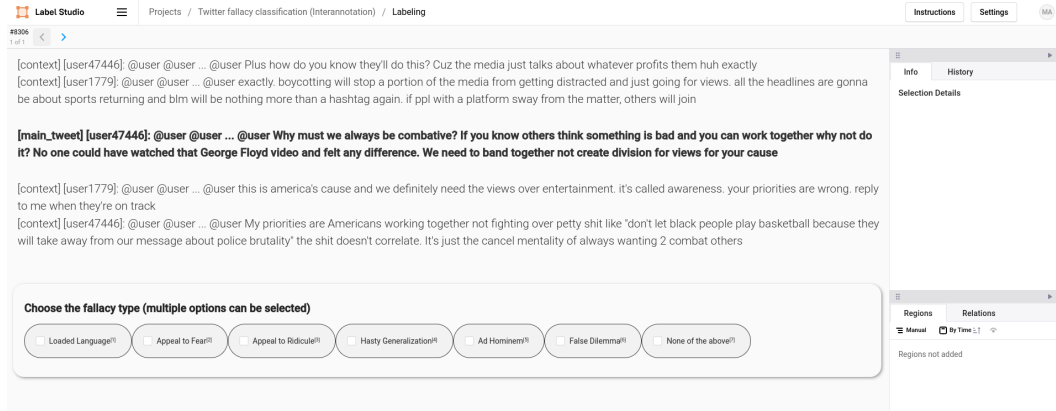 Label Studio
Projects / Twitter fallacy classification (Interannotation) / Labeling
Instructions
Settings
MA
#8306
1 of 1
[context] [user47446]: @user @user ... @user Plus how do you know they'll do this? Cuz the media just talks about whatever profits them huh exactly
[context] [user1779]: @user @user ... @user exactly. boycotting will stop a portion of the media from getting distracted and just going for views. all the headlines are gonna
be about sports returning and blm will be nothing more than a hashtag again. if ppl with a platform sway from the matter, others will join
[main_tweet] [user47446]: @user @user ... @user Why must we always be combative? If you know others think something is bad and you can work together why not do
it? No one could have watched that George Floyd video and felt any difference. We need to band together not create division for views for your cause
[context] [user1779]: @user @user ... @user this is america's cause and we definitely need the views over entertainment. it's called awareness. your priorities are wrong. reply
to me when they're on track
[context] [user47446]: @user @user ... @user My priorities are Americans working together not fighting over petty shit like "don't let black people play basketball because they
will take away from our message about police brutality" the shit doesn't correlate. It's just the cancel mentality of always wanting 2 combat others
Choose the fallacy type (multiple options can be selected)
Loaded Language[1]
Appeal to Fear[2]
Appeal to Ridicule[3]
Hasty Generalization[4]
Ad Hominem[5]
False Dilemma[6]
None of the above[7]
Info
History
Selection Details
Regions
Relations
Manual
By Time
Regions not added